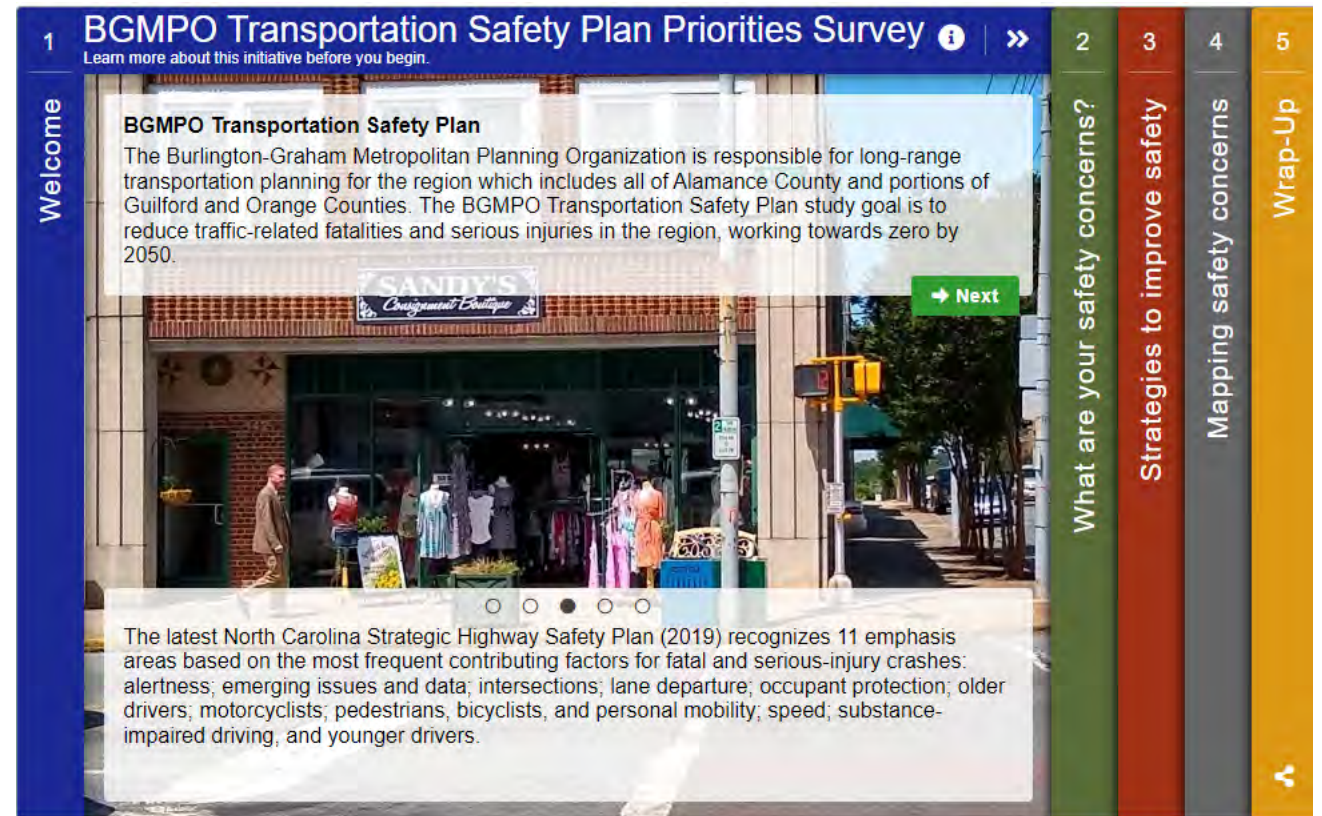 1
BGMPO Transportation Safety Plan Priorities Survey
Learn more about this initiative before you begin.
Welcome
BGMPO Transportation Safety Plan
The Burlington-Graham Metropolitan Planning Organization is responsible for long-range
transportation planning for the region which includes all of Alamance County and portions of
Guilford and Orange Counties. The BGMPO Transportation Safety Plan study goal is to
reduce traffic-related fatalities and serious injuries in the region, working towards zero by
2050.
Next
SANDY'S
Consignment Boutique
The latest North Carolina Strategic Highway Safety Plan (2019) recognizes 11 emphasis
areas based on the most frequent contributing factors for fatal and serious-injury crashes:
alertness; emerging issues and data; intersections; lane departure; occupant protection; older
drivers; motorcyclists; pedestrians, bicyclists, and personal mobility; speed; substance-
impaired driving, and younger drivers.
2
What are your safety concerns?
3
Strategies to improve safety
4
Mapping safety concerns
5
Wrap-Up